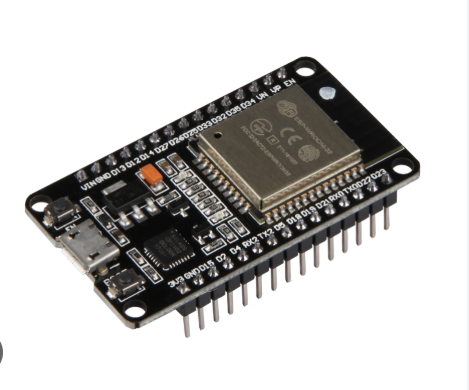 VIN GND D13 D12 D14 D27 D26 D25 D33 D32 D35 D34 VN VP EN
3V3 GND D15 D2 D4 RX2 TX2 D5 D18 D19 D21 RX0 TX0 D22 D23
CE